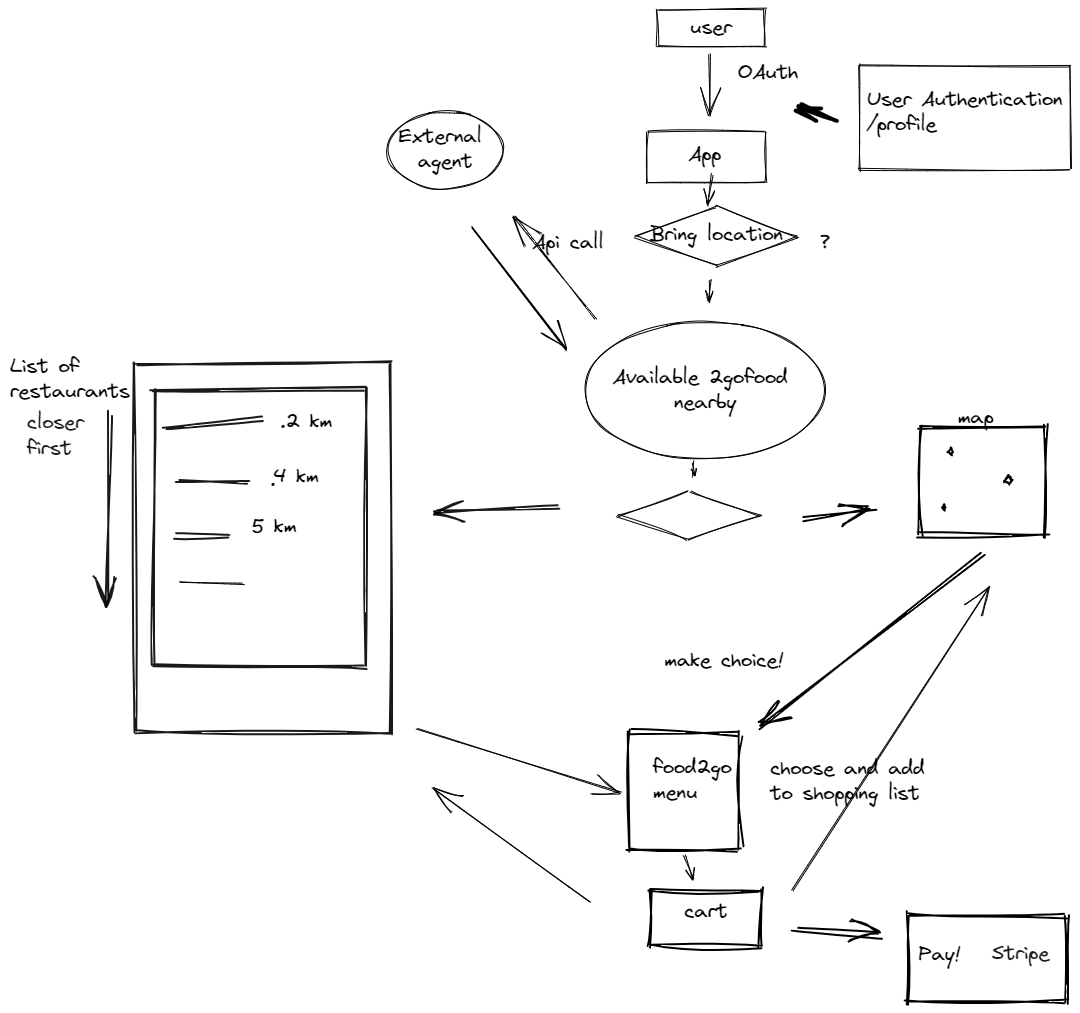 user
OAuth
User Authentication
/profile
External
agent
App
Api call
Bring location
?
List of
restaurants
closer
first
Available 2gofood
nearby
.2 km
.4 km
5 km
map
make choice!
food2go
menu
choose and add
to shopping list
cart
Pay! Stripe